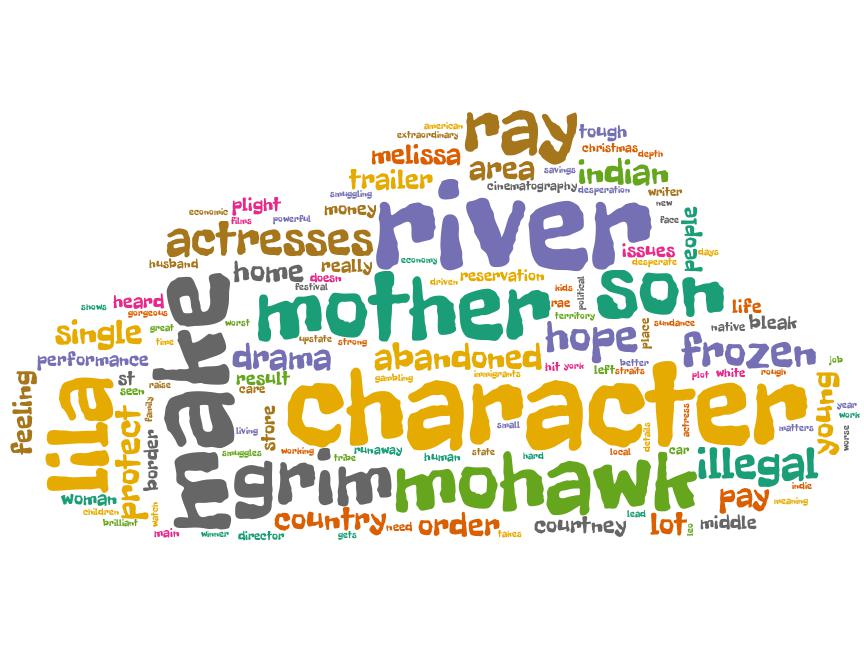 american
extraordinary
ray
tough
christmas
depth
melissa
area
savings
indian
trailer
cinematography
desperation
writer
smuggling
new
economic
plight
money
river
face
people
films
powerful
actresses
issues
days
husband
home
really
economy
desperate
doesn
reservation
driven
festival
kids
political
shows
heard
make
mother
son
gorgeous
rae
life
territory
single
great
worst
hope
place
sundance
native
bleak
time
upstate
strong
performance
drama
abandoned
frozen
hit
york
better
job
feeling
lila
st
result
gambling
immigrants
left
straits
plot
white
rough
seen
raise
care
character
young
protect
family
store
small
details
actress
year
work
border
living
matters
worse
smuggles
working
runaway
tribe
human
state
hard
local
car
grim
mohawk
illegal
woman
indie
children
watch
pay
meaning
brilliant
country
need
order
courtney
lead
lot
leo
middle
main
winner
director
gets
takes